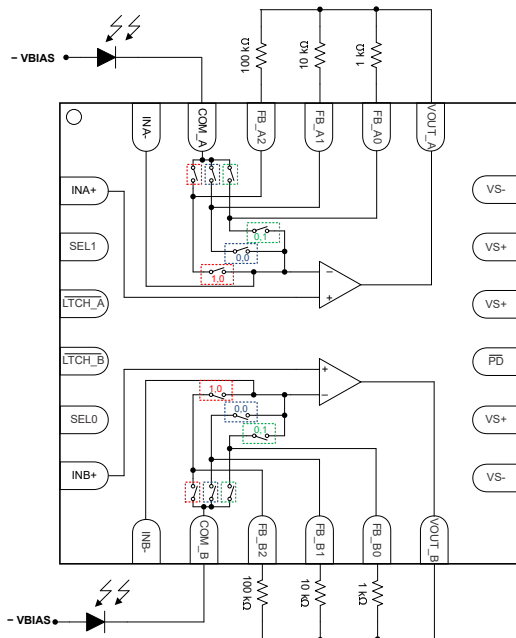 100 kΩ
10 kΩ
1 kΩ
– VBIAS
INA-
COM_A
FB_A2
FB_A1
FB_A0
VOUT_A
INA+
VS-
0,1
SEL1
0,0
VS+
1,0
–
LTCH_A
+
VS+
LTCH_B
+
PD
1,0
–
SEL0
0,0
VS+
0,1
INB+
VS-
INB-
COM_B
FB_B2
FB_B1
FB_B0
VOUT_B
100 kΩ
10 kΩ
1 kΩ
– VBIAS